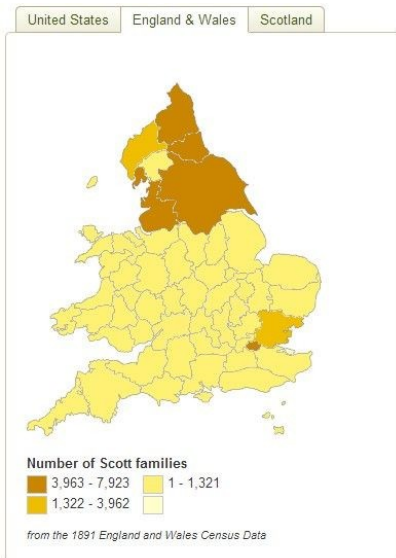 United States England & Wales Scotland
Number of Scott families
3,963 - 7,923 1 - 1,321
1,322 - 3,962
from the 1891 England and Wales Census Data